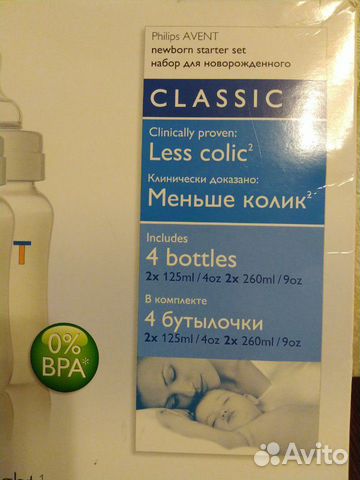 Philips AVENT
newborn starter set
набор для новорожденного
CLASSIC
Clinically proven:
Less colic²
Клинически доказано:
Меньше колик²
Includes
4 bottles
2x 125ml / 4oz 2x 260ml / 9oz
В комплекте
4 бутылочки
2x 125ml / 4oz 2x 260ml / 9oz
T
0%
BPA*
Avito